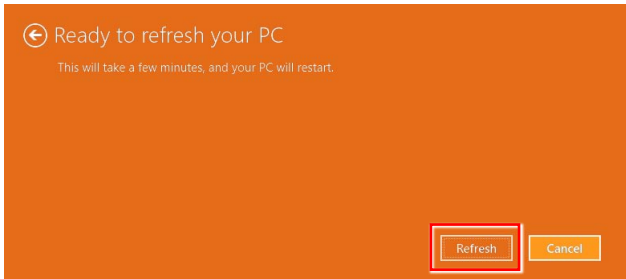 Ready to refresh your PC
This will take a few minutes, and your PC will restart.
Refresh
Cancel